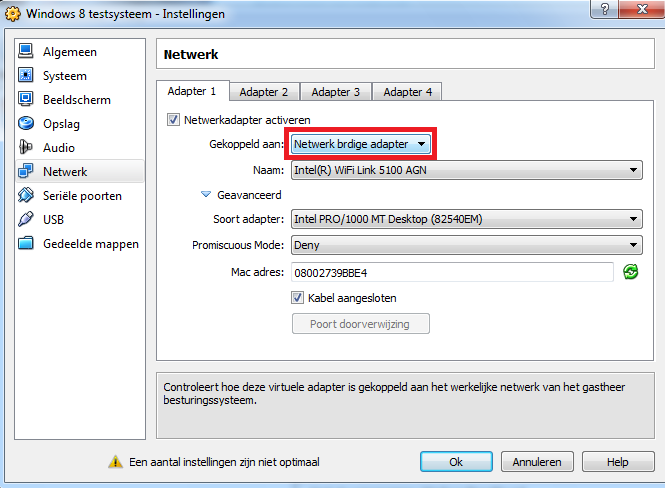 Windows 8 testsysteem - Instellingen
?
X
Algemeen
Systeem
Beeldscherm
Opslag
Audio
Netwerk
Seriële poorten
USB
Gedeelde mappen
Netwerk
Adapter 1 Adapter 2 Adapter 3 Adapter 4
Netwerkadapter activeren
Gekoppeld aan: Netwerk brdige adapter
Naam: Intel(R) WiFi Link 5100 AGN
Geavanceerd
Soort adapter: Intel PRO/1000 MT Desktop (82540EM)
Promiscuous Mode: Deny
Mac adres: 08002739BBE4
Kabel aangesloten
Poort doorverwijzing
Controleert hoe deze virtuele adapter is gekoppeld aan het werkelijke netwerk van het gastheer
besturingssysteem.
Een aantal instellingen zijn niet optimaal
Ok Annuleren Help